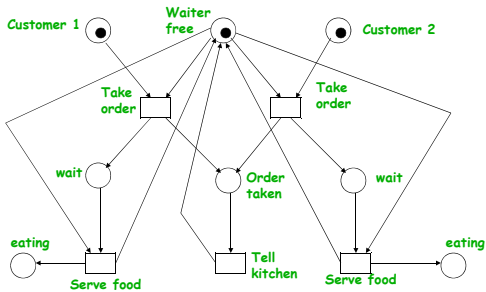 Customer 1
Waiter
free
Customer 2
Take
order
Take
order
wait
Order
taken
wait
eating
Tell
kitchen
eating
Serve food
Serve food